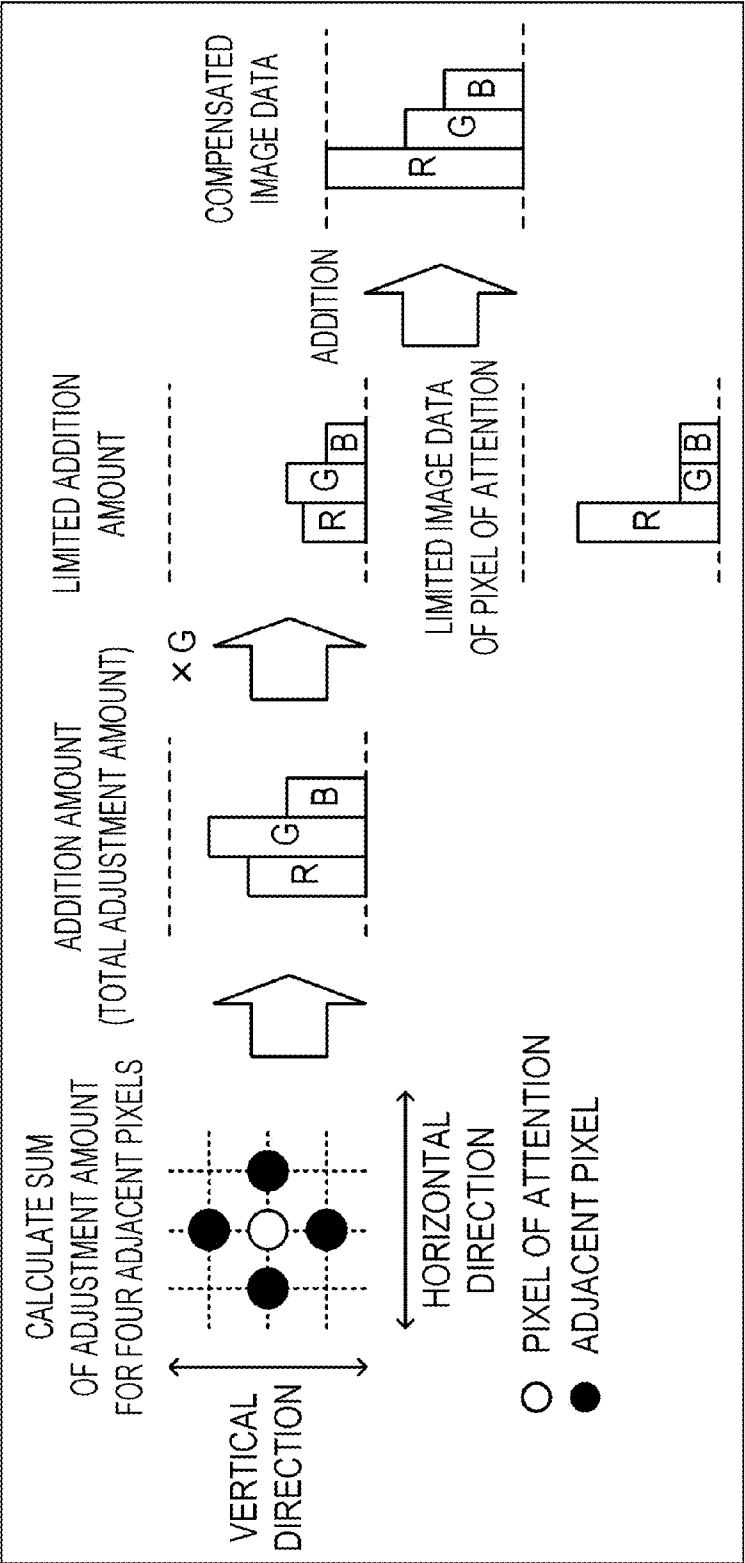 CALCULATE SUM
OF ADJUSTMENT AMOUNT
FOR FOUR ADJACENT PIXELS
VERTICAL
DIRECTION
HORIZONTAL
DIRECTION
PIXEL OF ATTENTION
ADJACENT PIXEL
ADDITION AMOUNT
(TOTAL ADJUSTMENT AMOUNT)
R
G
B
×G
LIMITED ADDITION
AMOUNT
R
G
B
LIMITED IMAGE DATA
OF PIXEL OF ATTENTION
R
G
B
ADDITION
COMPENSATED
IMAGE DATA
R
G
B